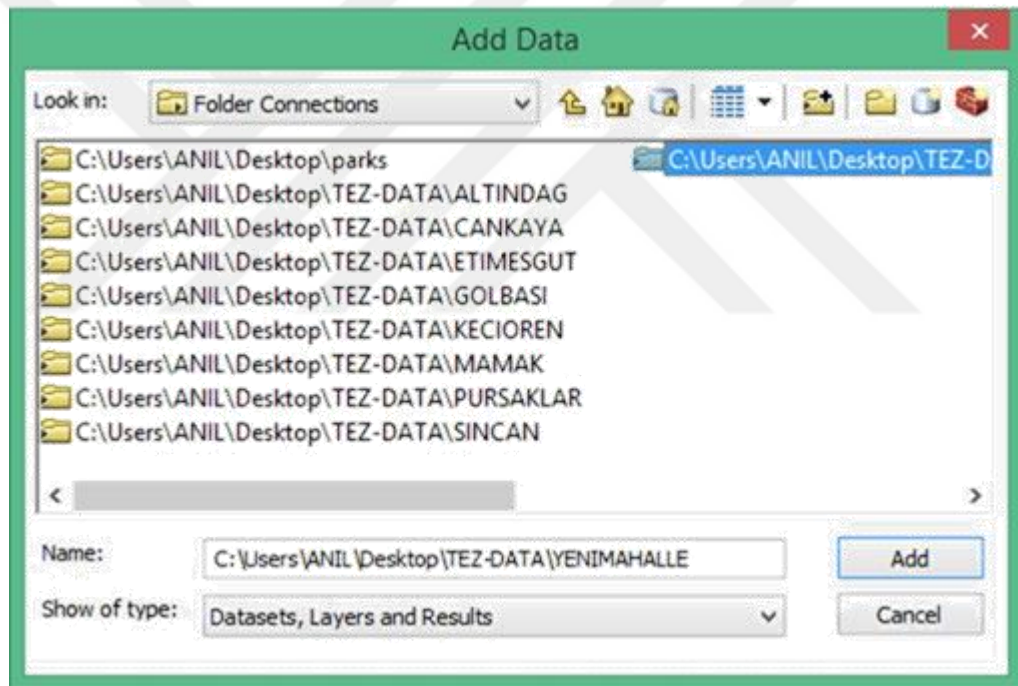 Add Data
Look in: Folder Connections
C:\Users\ANIL\Desktop\parks
C:\Users\ANIL\Desktop\TEZ-DATA\ALTINDAG
C:\Users\ANIL\Desktop\TEZ-DATA\CANKAYA
C:\Users\ANIL\Desktop\TEZ-DATA\ETIMESGUT
C:\Users\ANIL\Desktop\TEZ-DATA\GOLBASI
C:\Users\ANIL\Desktop\TEZ-DATA\KECIOREN
C:\Users\ANIL\Desktop\TEZ-DATA\MAMAK
C:\Users\ANIL\Desktop\TEZ-DATA\PURSAKLAR
C:\Users\ANIL\Desktop\TEZ-DATA\SINCAN
C:\Users\ANIL\Desktop\TEZ-D
Name: C:\Users\ANIL\Desktop\TEZ-DATA\YENIMAHALLE Add
Show of type: Datasets, Layers and Results Cancel